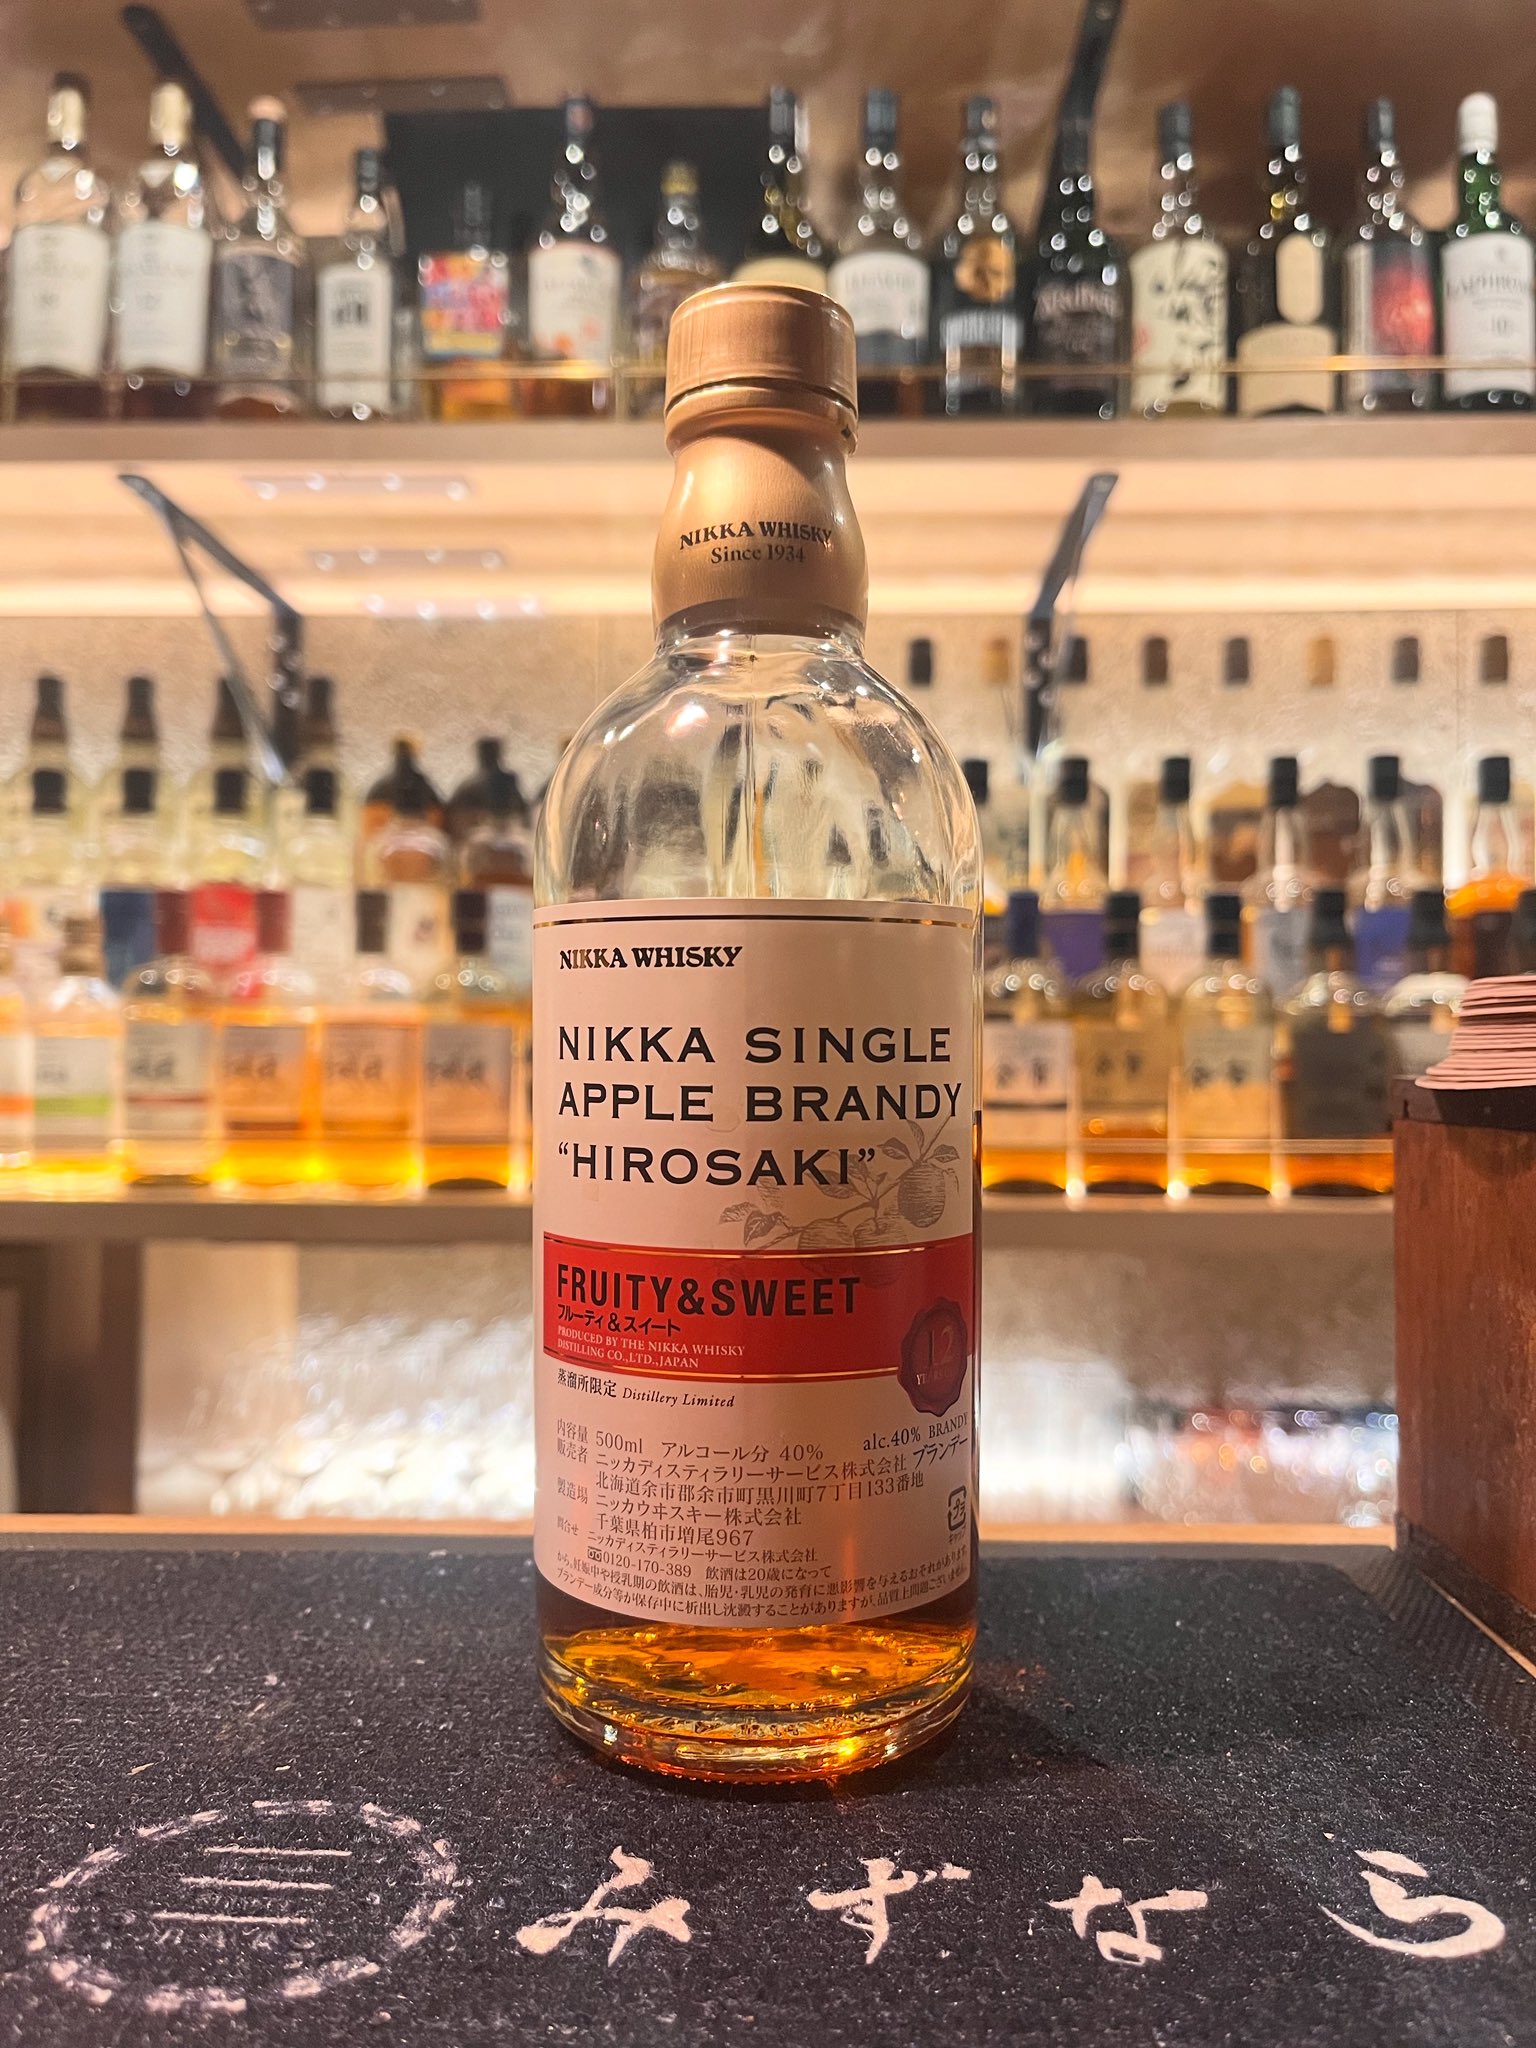 LAPHROAIG
10
NIKKA WHISKY
Since 1934
NIKKA WHISKY
NIKKA SINGLE
APPLE BRANDY
“HIROSAKI”
FRUITY&SWEET
フルーティ&スイート
PRODUCED BY THE NIKKA WHISKY
DISTILLING CO.,LTD.,JAPAN
12
YEARS
蒸溜所限定 Distillery Limited
内容量 500ml アルコール分 40% alc.40% BRANDY
販売者 ニッカディスティラリーサービス株式会社 ブランデー
北海道余市郡余市町黒川町7丁目133番地
製造場 ニッカウヰスキー株式会社
千葉県柏市増尾967
問合せ ニッカディスティラリーサービス株式会社
0120-170-389 飲酒は20歳になって
から。妊娠中や授乳期の飲酒は、胎児・乳児の発育に悪影響を与えるおそれがあります。
ブランデー成分等が保存中に析出し沈澱することがありますが、品質上問題ございません。
プラ
キャップ
みずなら